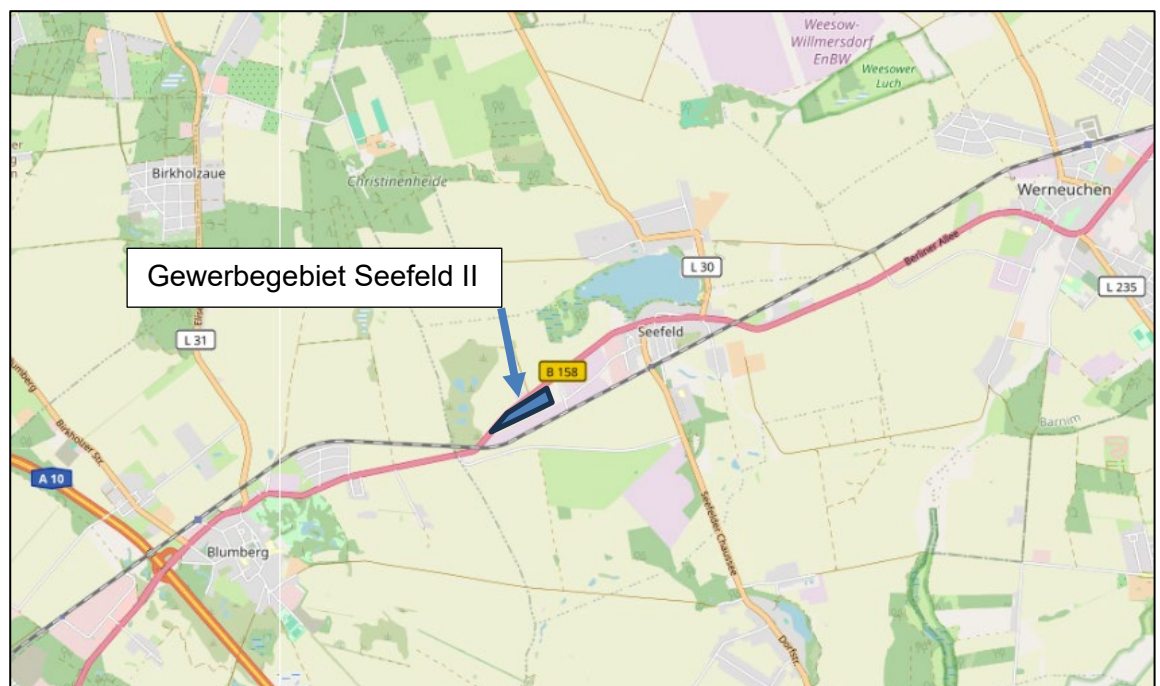 Weesow-
Willmersdorf
EnBW
Weesower
Luch
Birkholzaue
Christinenheide
Werneuchen
Gewerbegebiet Seefeld II
L 30
Berliner Allee
L 235
Seefeld
L 31
B 158
Birkholzer Str.
Barnim
A 10
Seefelder Chaussee
Blumberg
Dorfstr.